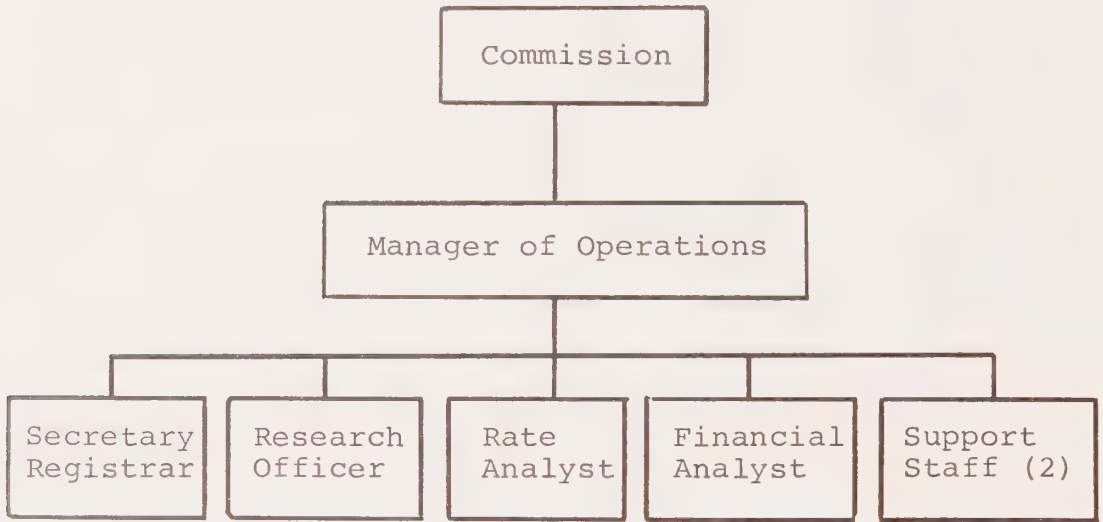 Commission
Manager of Operations
Secretary
Registrar
Research
Officer
Rate
Analyst
Financial
Analyst
Support
Staff (2)